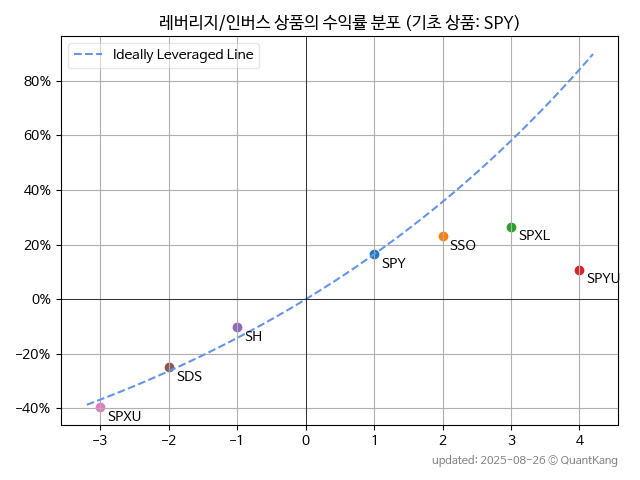 레버리지/인버스 상품의 수익률 분포 (기초 상품: SPY)
Ideally Leveraged Line
80%
60%
40%
20%
0%
−20%
−40%
SPY
SSO
SPXL
SPYU
SH
SDS
SPXU
−3 −2 −1 0 1 2 3 4
updated: 2025-08-26 © QuantKang